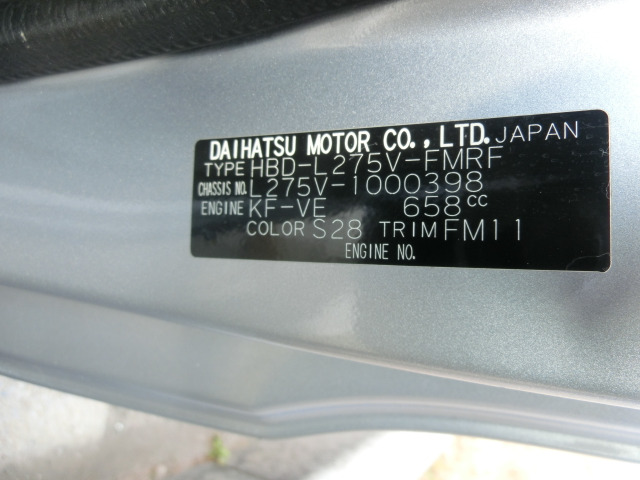 DAIHATSU MOTOR CO., LTD. JAPAN
TYPE HBD-L275V-FMRF
CHASSIS NO. L275V-1000398
ENGINE KF-VE 658cc
COLOR S28 TRIM FM11
ENGINE NO.